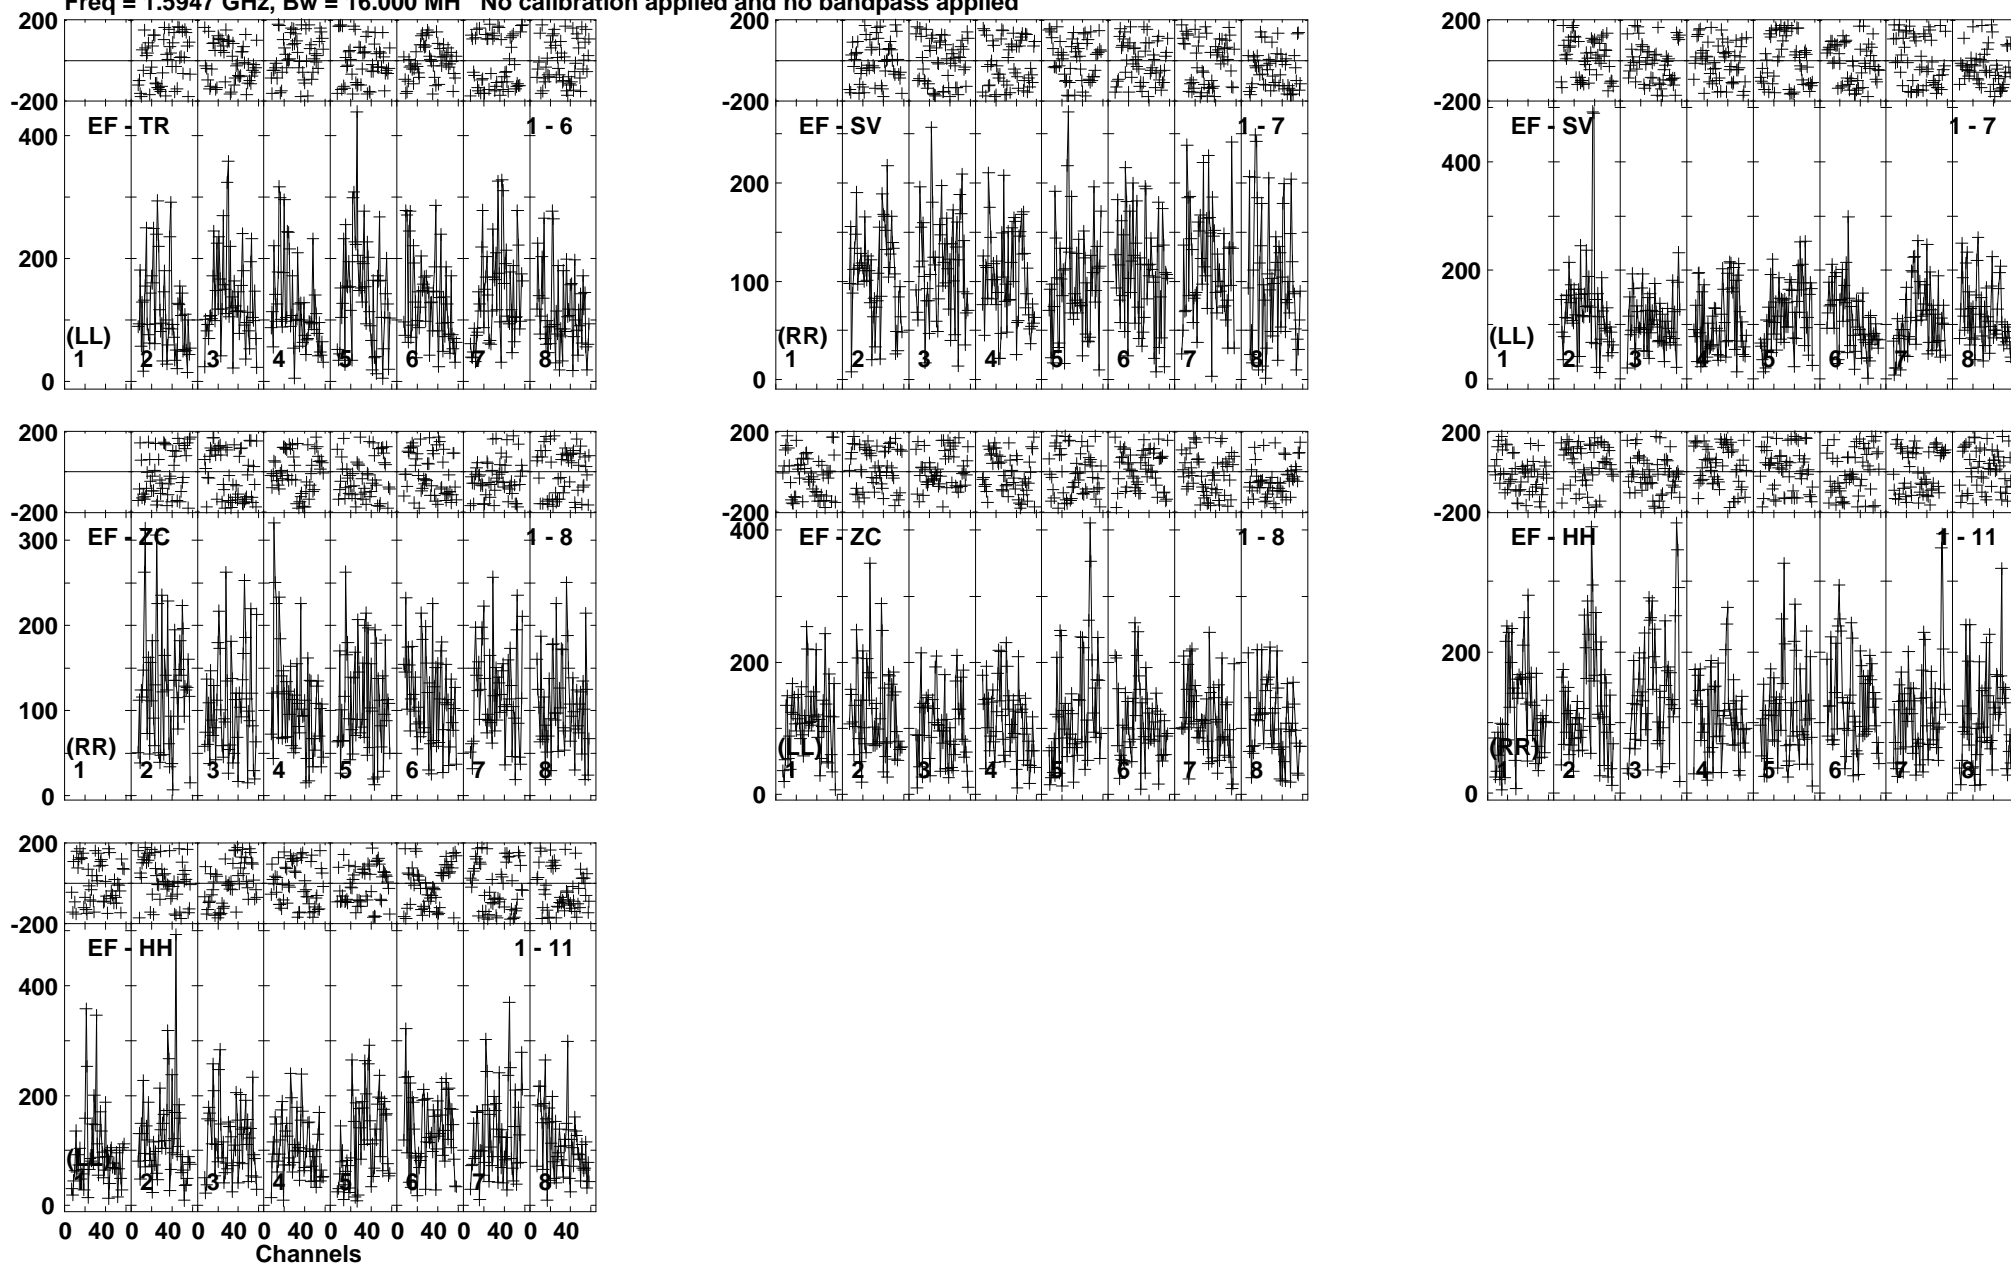 Freq = 1.5947 GHz, Bw = 16.000 MH No calibration applied and no bandpass applied
200
-200
EF - TR 1 - 6
400
200
0
(LL)
1 2 3 4 5 6 7 8
200
-200
EF - SV 1 - 7
200
100
0
(RR)
1 2 3 4 5 6 7 8
200
-200
EF - SV 1 - 7
400
200
0
(LL)
1 2 3 4 5 6 7 8
200
-200
EF - ZC 1 - 8
300
200
100
0
(RR)
1 2 3 4 5 6 7 8
200
-200
EF - ZC 1 - 8
400
200
0
(LL)
1 2 3 4 5 6 7 8
200
-200
EF - HH 1 - 11
200
0
(RR)
1 2 3 4 5 6 7 8
200
-200
EF - HH 1 - 11
400
200
0
(LL)
1 2 3 4 5 6 7 8
0 40 0 40 0 40 0 40 0 40 0 40 0 40 0 40
Channels